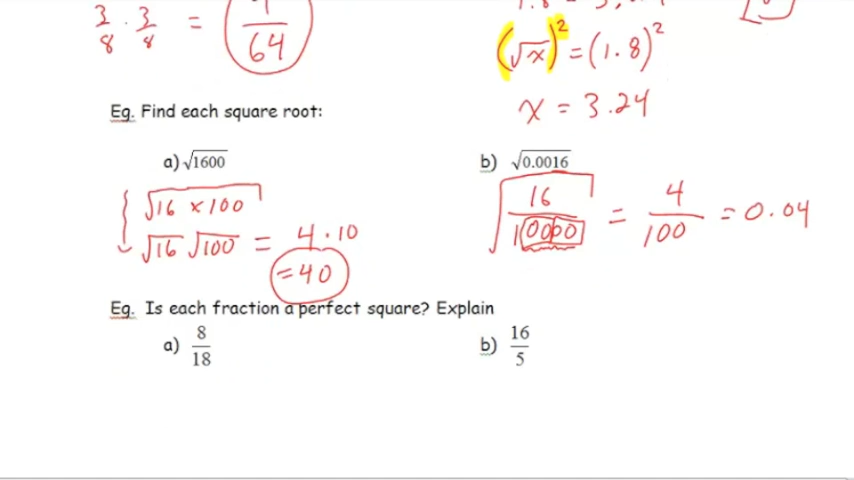 3/8 · 3/8 = /64
(√x)² = (1.8)²
x = 3.24
Eg. Find each square root:
a) √1600
b) √0.0016
√16 × 100
√16 √100 = 4 · 10
= 40
√16/10000 = 4/100 = 0.04
Eg. Is each fraction a perfect square? Explain
a) 8/18
b) 16/5